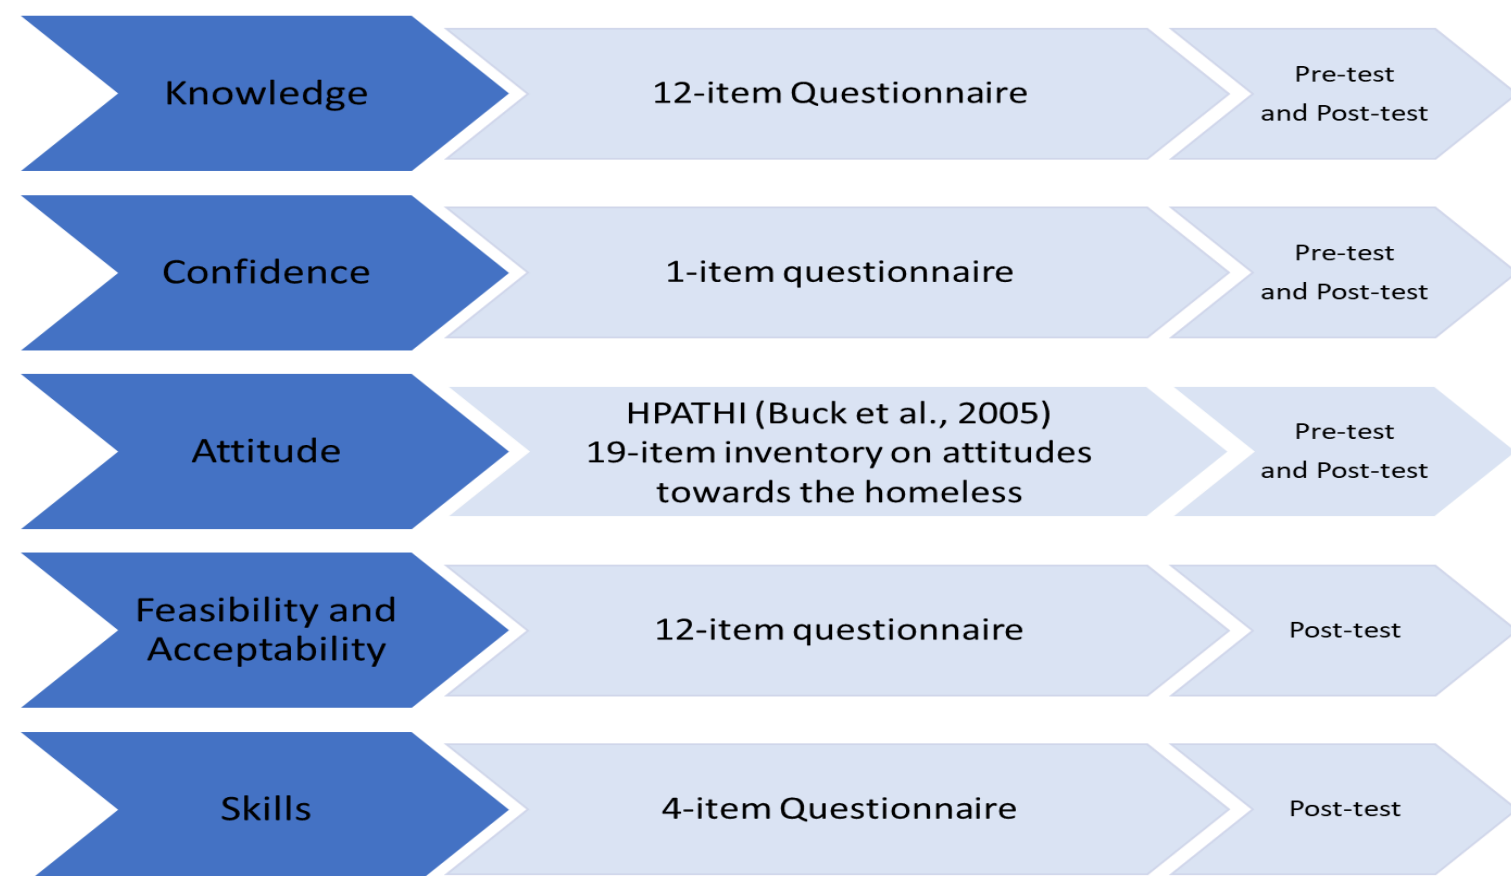 Knowledge
12-item Questionnaire
Pre-test
and Post-test
Confidence
1-item questionnaire
Pre-test
and Post-test
Attitude
HPATHI (Buck et al., 2005)
19-item inventory on attitudes
towards the homeless
Pre-test
and Post-test
Feasibility and
Acceptability
12-item questionnaire
Post-test
Skills
4-item Questionnaire
Post-test